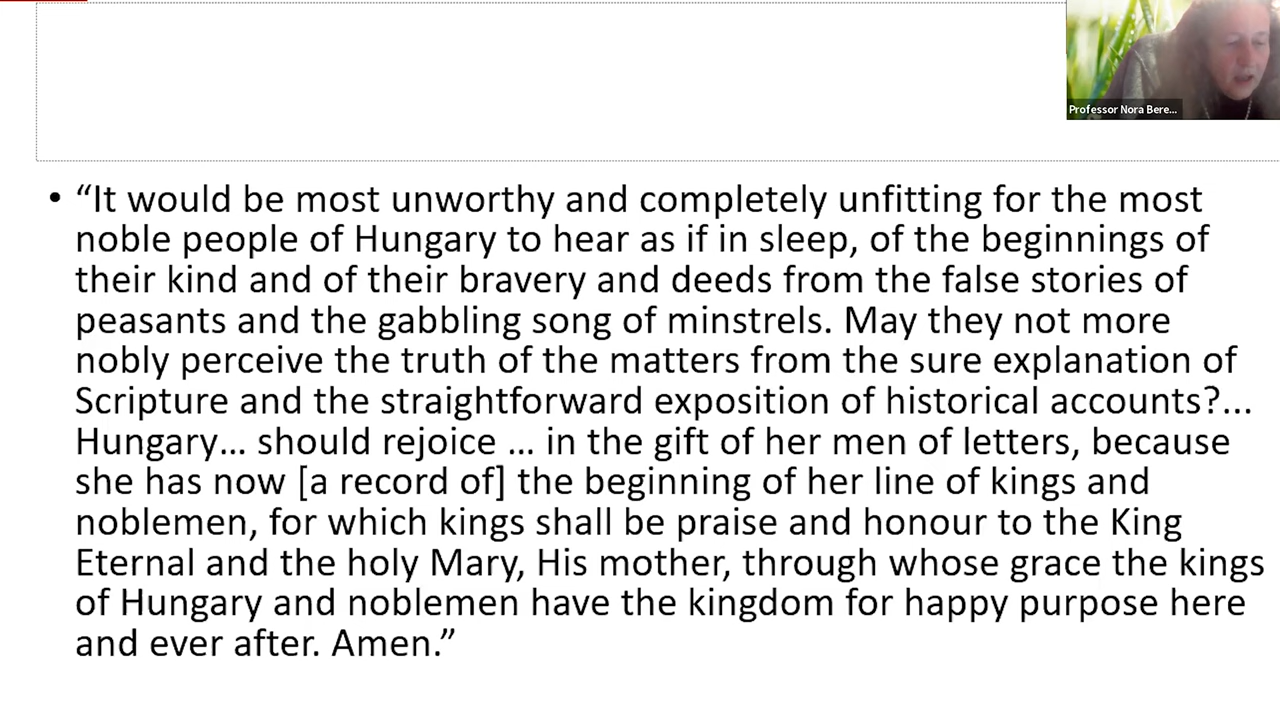 Professor Nora Bere...
• “It would be most unworthy and completely unfitting for the most
noble people of Hungary to hear as if in sleep, of the beginnings of
their kind and of their bravery and deeds from the false stories of
peasants and the gabbling song of minstrels. May they not more
nobly perceive the truth of the matters from the sure explanation of
Scripture and the straightforward exposition of historical accounts?...
Hungary… should rejoice … in the gift of her men of letters, because
she has now [a record of] the beginning of her line of kings and
noblemen, for which kings shall be praise and honour to the King
Eternal and the holy Mary, His mother, through whose grace the kings
of Hungary and noblemen have the kingdom for happy purpose here
and ever after. Amen.”